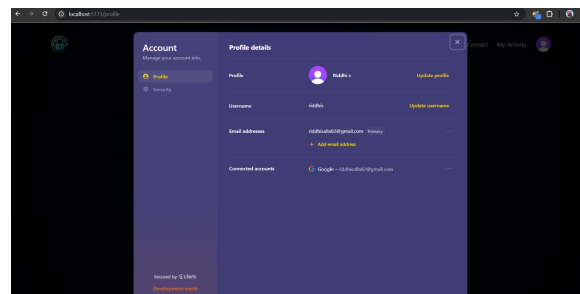 localhost:5173/profile
Contact My Activity
Account
Manage your account info.
Profile
Security
Profile details
Profile
Riddhi s
Update profile
Username
riddhis
Update username
Email addresses
Primary
+ Add email address
Connected accounts
Google •
Secured by clerk
Development mode